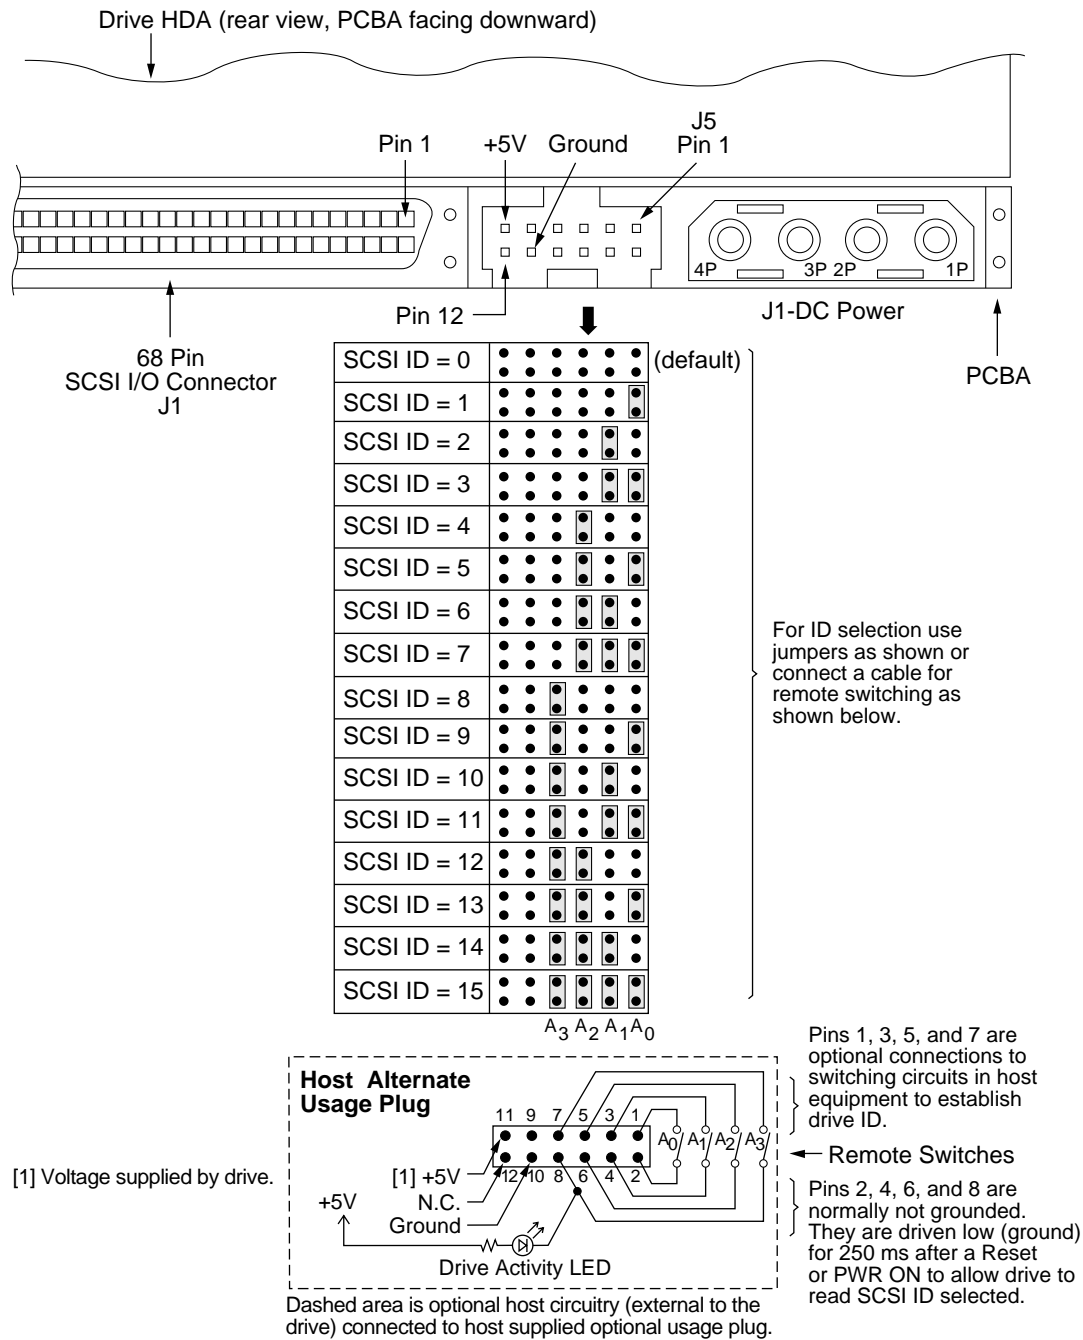 Drive HDA (rear view, PCBA facing downward)
J5
Pin 1
+5V
Ground
Pin 1
4P
3P
2P
1P
Pin 12
J1-DC Power
68 Pin
SCSI I/O Connector
J1
PCBA
SCSI ID = 0
(default)
SCSI ID = 1
SCSI ID = 2
SCSI ID = 3
SCSI ID = 4
SCSI ID = 5
SCSI ID = 6
SCSI ID = 7
SCSI ID = 8
SCSI ID = 9
SCSI ID = 10
SCSI ID = 11
SCSI ID = 12
SCSI ID = 13
SCSI ID = 14
SCSI ID = 15
For ID selection use
jumpers as shown or
connect a cable for
remote switching as
shown below.
A3 A2 A1 A0
Host Alternate
Usage Plug
11 9 7 5 3 1
A0 A1 A2 A3
12 10 8 6 4 2
[1] +5V
N.C.
Ground
+5V
Drive Activity LED
[1] Voltage supplied by drive.
Pins 1, 3, 5, and 7 are
optional connections to
switching circuits in host
equipment to establish
drive ID.
Remote Switches
Pins 2, 4, 6, and 8 are
normally not grounded.
They are driven low (ground)
for 250 ms after a Reset
or PWR ON to allow drive to
read SCSI ID selected.
Dashed area is optional host circuitry (external to the
drive) connected to host supplied optional usage plug.